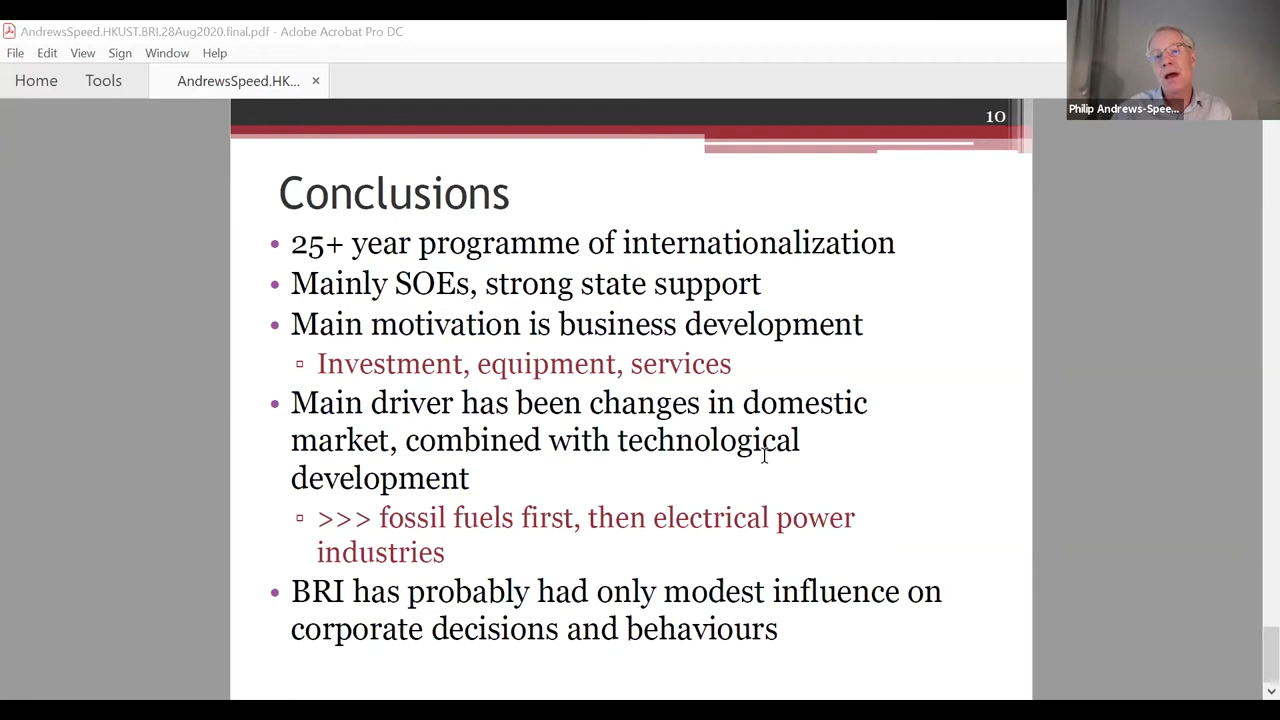 AndrewsSpeed.HKUST.BRI.28Aug2020.final.pdf - Adobe Acrobat Pro DC
File Edit View Sign Window Help
Home Tools AndrewsSpeed.HK... ×
Philip Andrews-Spee...
10
Conclusions
• 25+ year programme of internationalization
• Mainly SOEs, strong state support
• Main motivation is business development
▫ Investment, equipment, services
• Main driver has been changes in domestic
market, combined with technological
development
▫ >>> fossil fuels first, then electrical power
industries
• BRI has probably had only modest influence on
corporate decisions and behaviours